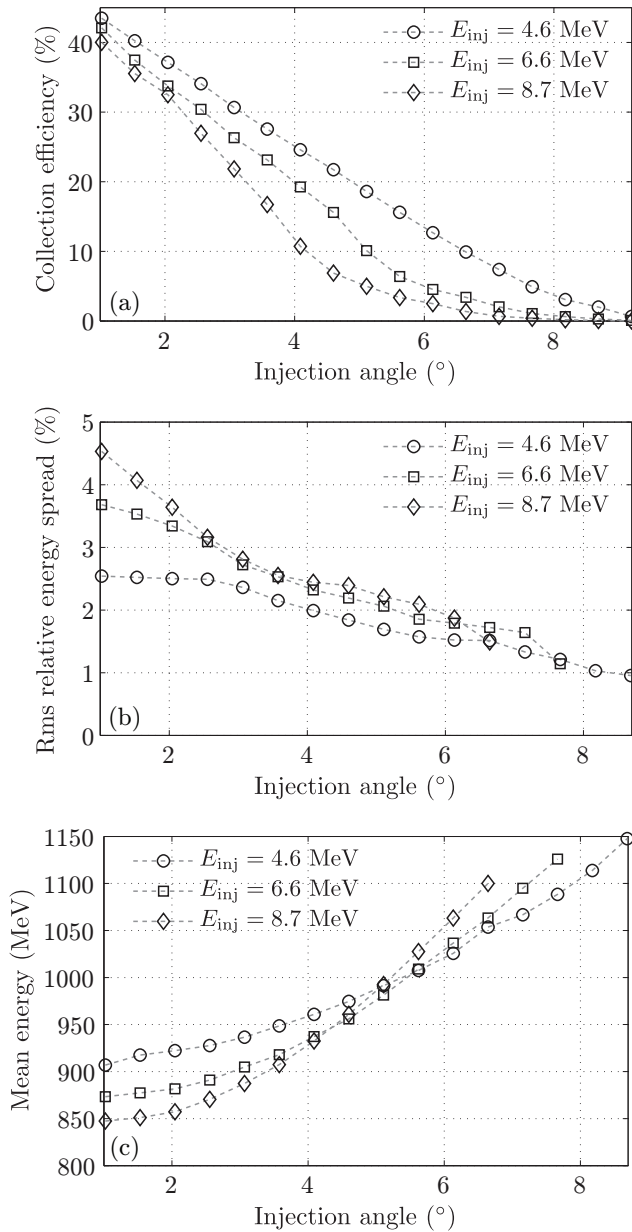 40
30
20
10
0
Collection efficiency (%)
E_inj = 4.6 MeV
E_inj = 6.6 MeV
E_inj = 8.7 MeV
(a)
2 4 6 8
Injection angle (°)
5
4
3
2
1
0
Rms relative energy spread (%)
E_inj = 4.6 MeV
E_inj = 6.6 MeV
E_inj = 8.7 MeV
(b)
2 4 6 8
Injection angle (°)
1150
1100
1050
1000
950
900
850
800
Mean energy (MeV)
E_inj = 4.6 MeV
E_inj = 6.6 MeV
E_inj = 8.7 MeV
(c)
2 4 6 8
Injection angle (°)